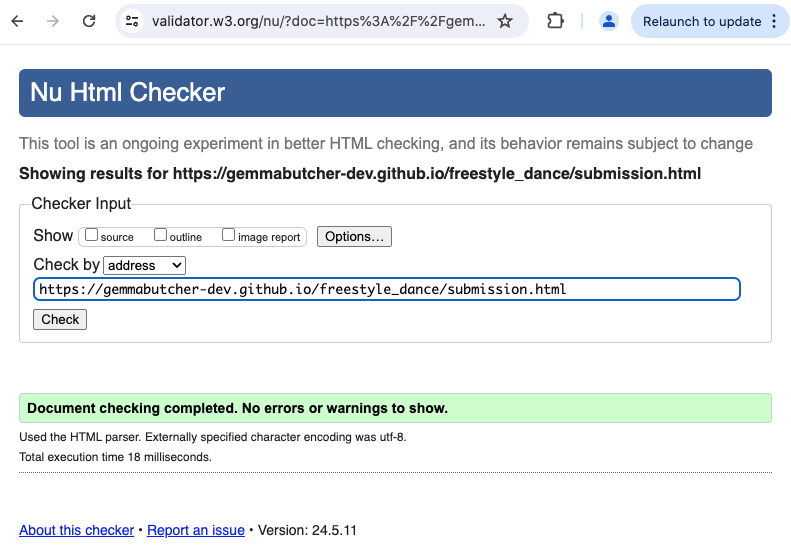 validator.w3.org/nu/?doc=https%3A%2F%2Fgem...
Relaunch to update
Nu Html Checker
This tool is an ongoing experiment in better HTML checking, and its behavior remains subject to change
Showing results for https://gemmabutcher-dev.github.io/freestyle_dance/submission.html
Checker Input
Show source outline image report Options...
Check by address
https://gemmabutcher-dev.github.io/freestyle_dance/submission.html
Check
Document checking completed. No errors or warnings to show.
Used the HTML parser. Externally specified character encoding was utf-8.
Total execution time 18 milliseconds.
About this checker • Report an issue • Version: 24.5.11